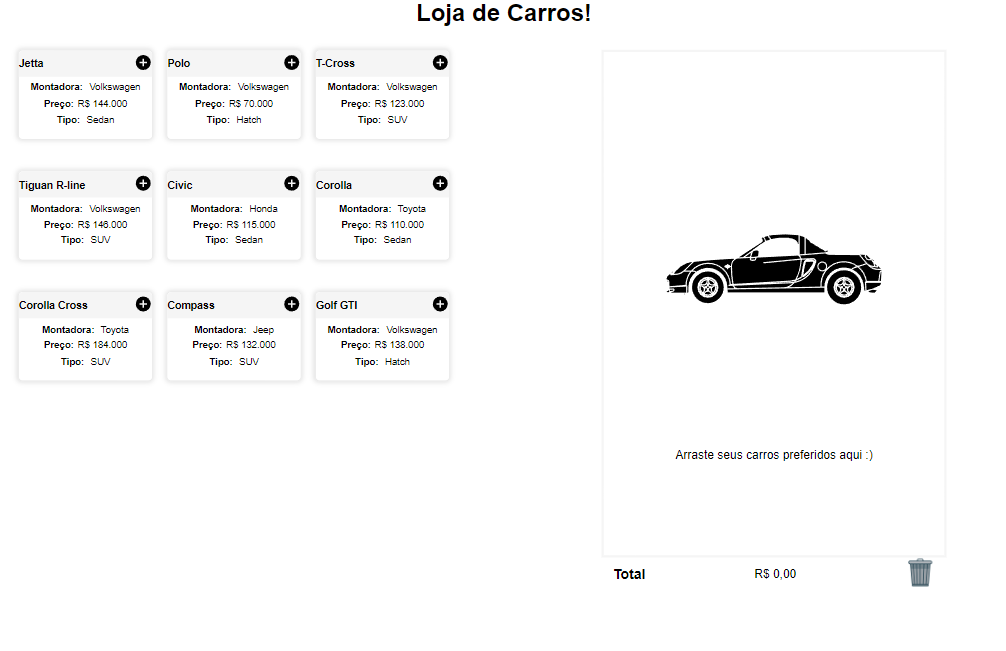 Loja de Carros!
Jetta
Montadora: Volkswagen
Preço: R$ 144.000
Tipo: Sedan
Polo
Montadora: Volkswagen
Preço: R$ 70.000
Tipo: Hatch
T-Cross
Montadora: Volkswagen
Preço: R$ 123.000
Tipo: SUV
Tiguan R-line
Montadora: Volkswagen
Preço: R$ 146.000
Tipo: SUV
Civic
Montadora: Honda
Preço: R$ 115.000
Tipo: Sedan
Corolla
Montadora: Toyota
Preço: R$ 110.000
Tipo: Sedan
Corolla Cross
Montadora: Toyota
Preço: R$ 184.000
Tipo: SUV
Compass
Montadora: Jeep
Preço: R$ 132.000
Tipo: SUV
Golf GTI
Montadora: Volkswagen
Preço: R$ 138.000
Tipo: Hatch
Arraste seus carros preferidos aqui :)
Total R$ 0,00